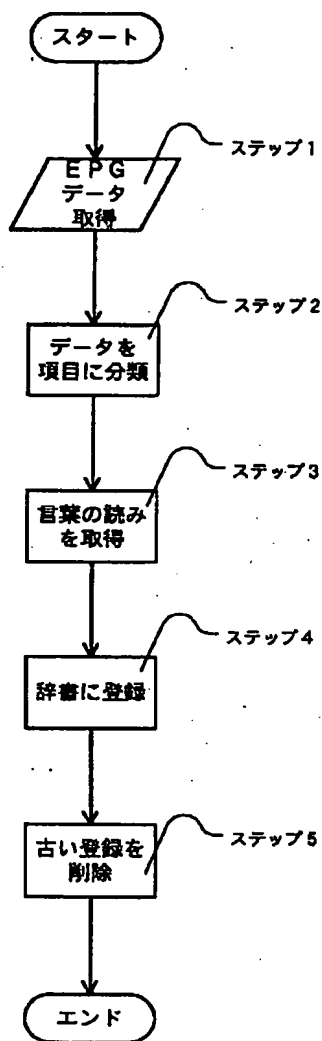 スタート
ステップ1
EPG
データ
取得
ステップ2
データを
項目に分類
ステップ3
言葉の読み
を取得
ステップ4
辞書に登録
ステップ5
古い登録を
削除
エンド